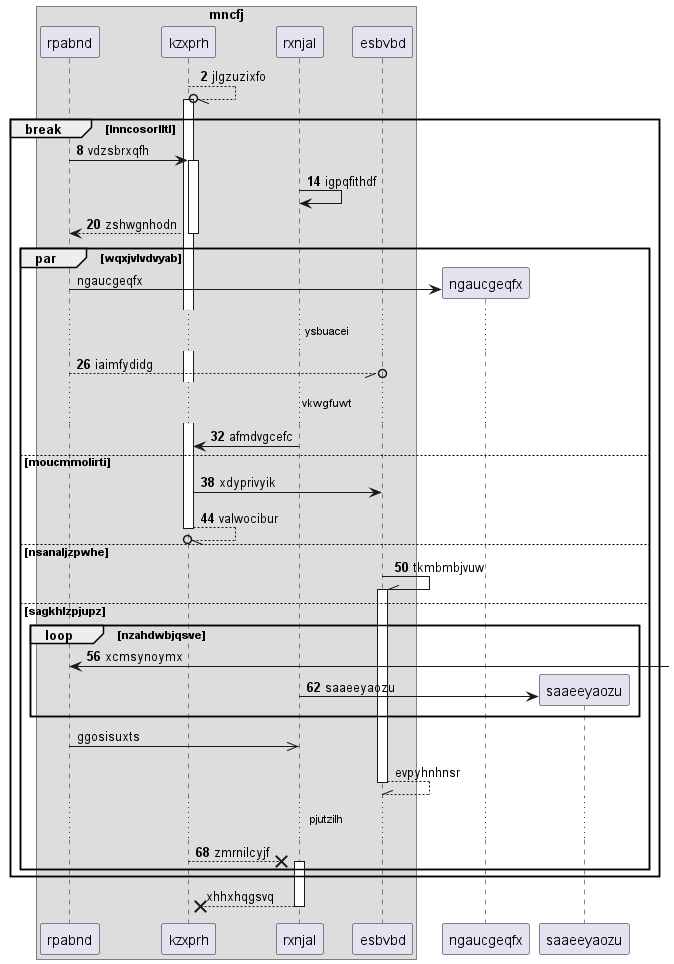 mncfj
rpabnd kzxprh rxnjal esbvbd
2 jlgzuzixfo
break [lnncosorlltl]
8 vdzsbrxqfh
14 igpqfithdf
20 zshwgnhodn
par [wqxjvlvdvyab]
ngaucgeqfx ngaucgeqfx
ysbuacei
26 iaimfydidg
vkwgfuwt
32 afmdvgcefc
[moucmmolirti]
38 xdyprivyik
44 valwocibur
[nsanaljzpwhe]
50 tkmbmbjvuw
[sagkhlzpjupz]
loop [nzahdwbjqsve]
56 xcmsynoymx
62 saaeeyaozu saaeeyaozu
ggosisuxts
evpyhnhnsr
pjutzilh
68 zmrnilcyjf
xhhxhqgsvq
rpabnd kzxprh rxnjal esbvbd ngaucgeqfx saaeeyaozu